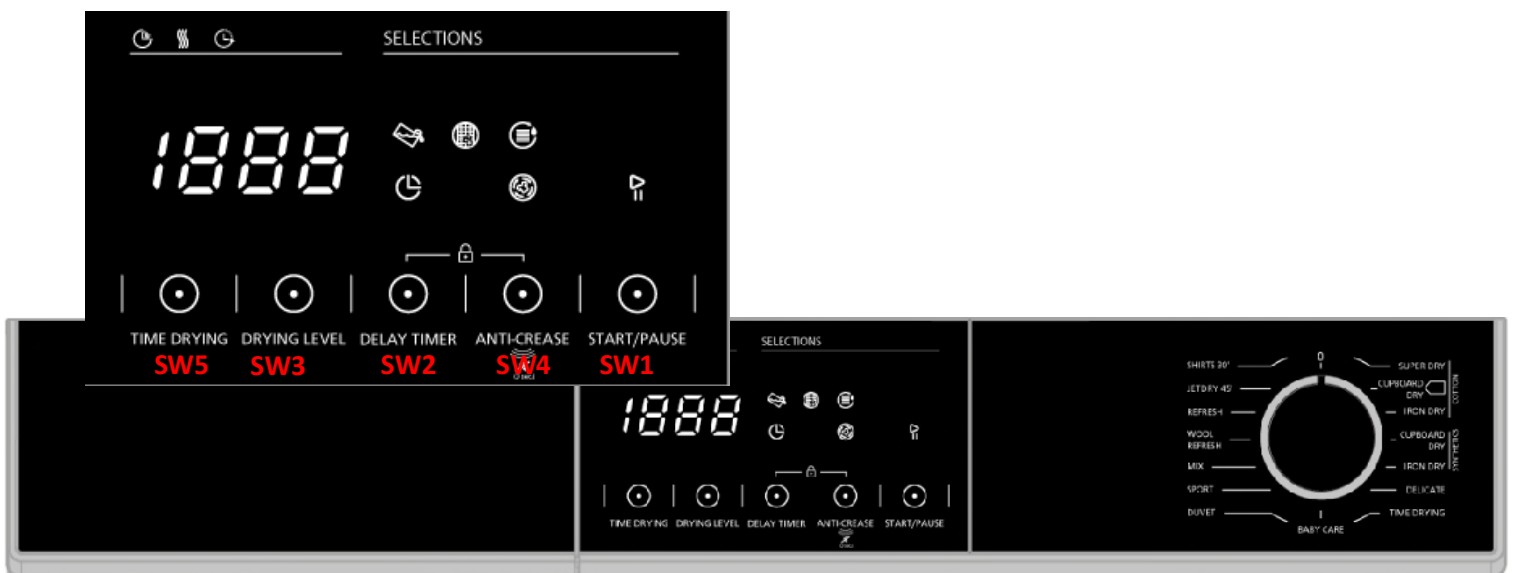 SELECTIONS
1888
TIME DRYING DRYING LEVEL DELAY TIMER ANTI-CREASE START/PAUSE
SW5 SW3 SW2 SW4 SW1
SELECTIONS
1888
TIME DRYING DRYING LEVEL DELAY TIMER ANTI-CREASE START/PAUSE
0
SHIRTS 30'
JETDRY 45'
REFRESH
WOOL
REFRESH
MIX
SPORT
DUVET
BABY CARE
SUPER DRY
CUPBOARD
DRY
IRON DRY
COTTON
CUPBOARD
DRY
IRON DRY
SYNTHETICS
DELICATE
TIME DRYING